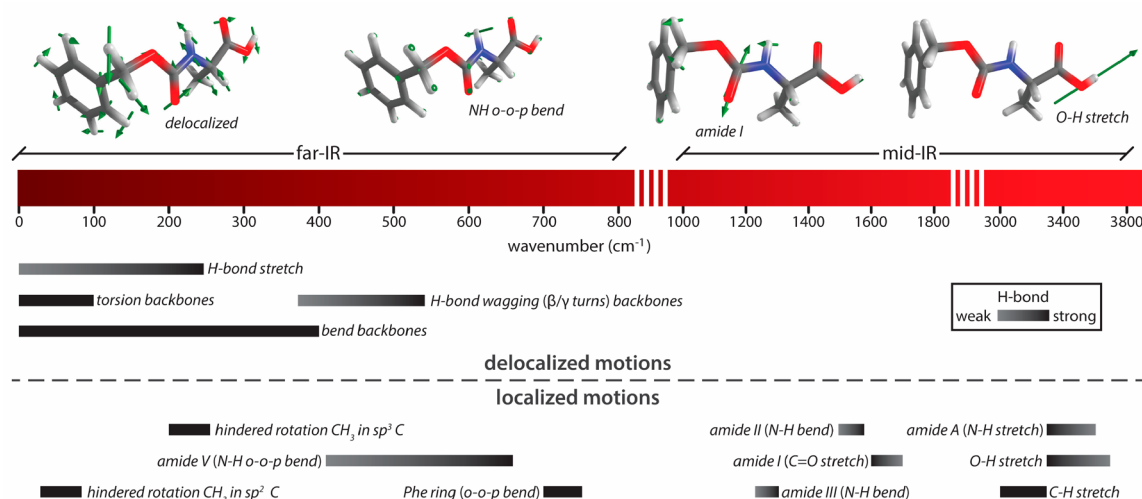 delocalized
NH o-o-p bend
amide I
O-H stretch
far-IR
mid-IR
0 100 200 300 400 500 600 700 800 1000 1200 1400 1600 1800 3000 3400 3800
wavenumber (cm⁻¹)
H-bond stretch
torsion backbones
H-bond wagging (β/γ turns) backbones
bend backbones
H-bond
weak strong
delocalized motions
localized motions
hindered rotation CH₃ in sp³ C
amide II (N-H bend)
amide A (N-H stretch)
amide V (N-H o-o-p bend)
amide I (C=O stretch)
O-H stretch
hindered rotation CH₃ in sp² C
Phe ring (o-o-p bend)
amide III (N-H bend)
C-H stretch